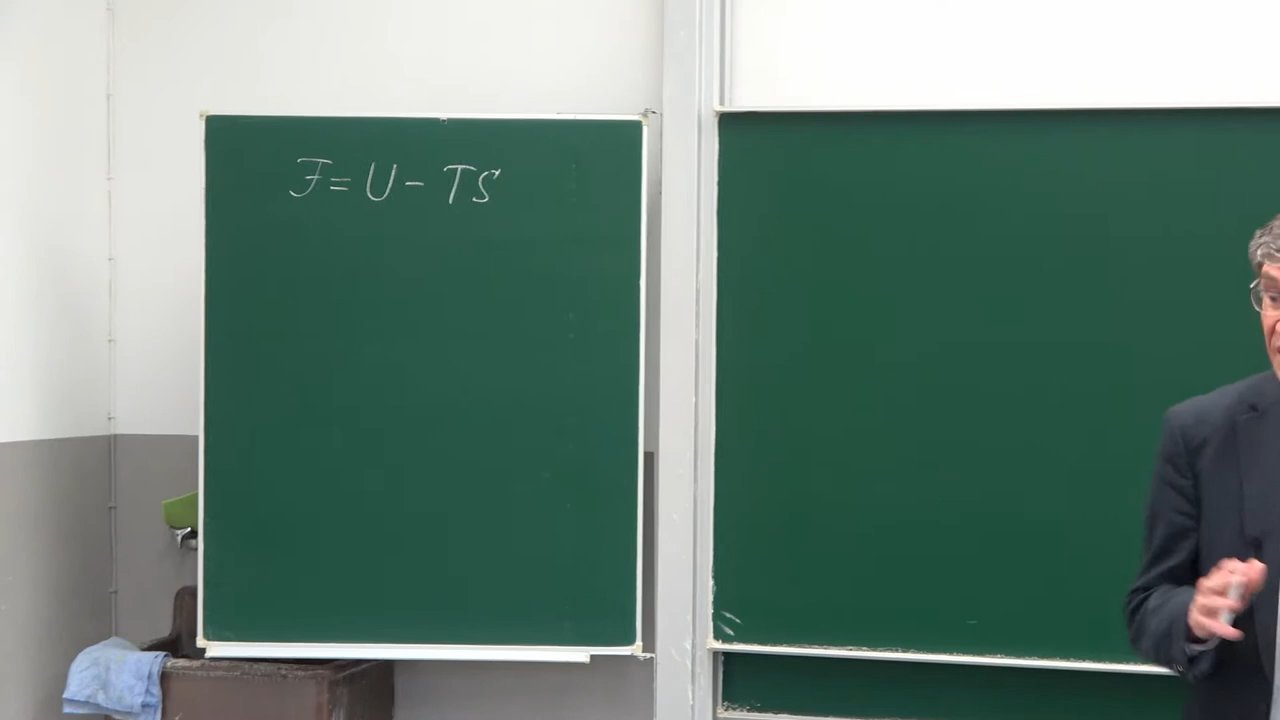 F = U - TS